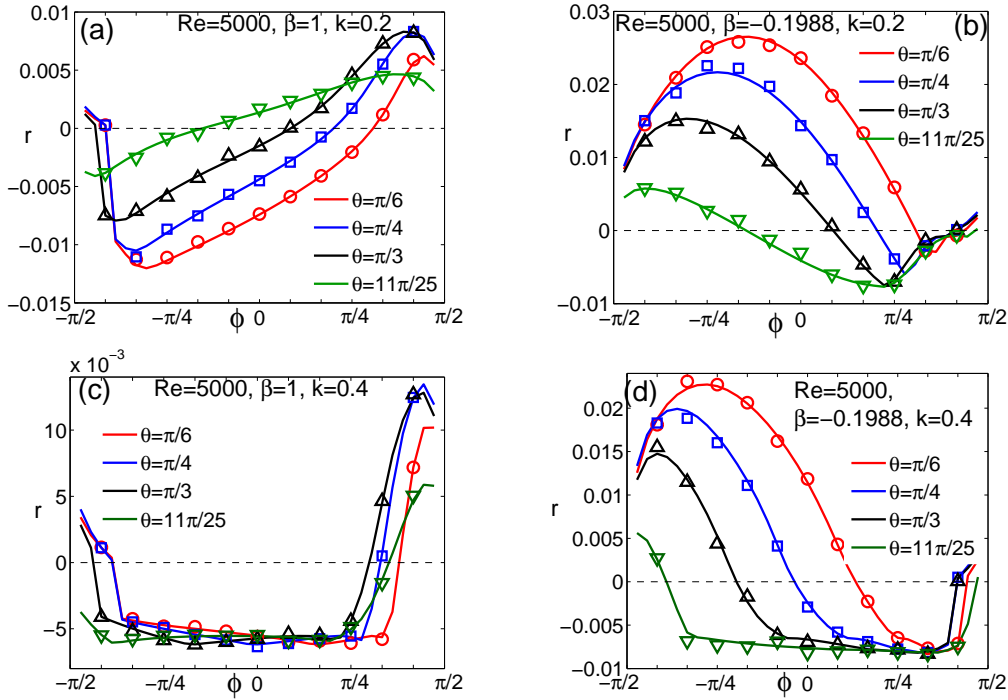 (a)
Re=5000, β=1, k=0.2
0.01
0.005
0
−0.005
−0.01
−0.015
r
θ=π/6
θ=π/4
θ=π/3
θ=11π/25
−π/2
−π/4
ϕ
0
π/4
π/2
(b)
Re=5000, β=−0.1988, k=0.2
0.03
0.02
0.01
0
−0.01
r
θ=π/6
θ=π/4
θ=π/3
θ=11π/25
−π/2
−π/4
ϕ
0
π/4
π/2
x 10⁻³
(c)
Re=5000, β=1, k=0.4
10
5
0
−5
r
θ=π/6
θ=π/4
θ=π/3
θ=11π/25
−π/2
−π/4
ϕ
0
π/4
π/2
(d)
Re=5000,
β=−0.1988, k=0.4
0.02
0.015
0.01
0.005
0
−0.005
−0.01
r
θ=π/6
θ=π/4
θ=π/3
θ=11π/25
−π/2
−π/4
ϕ
0
π/4
π/2